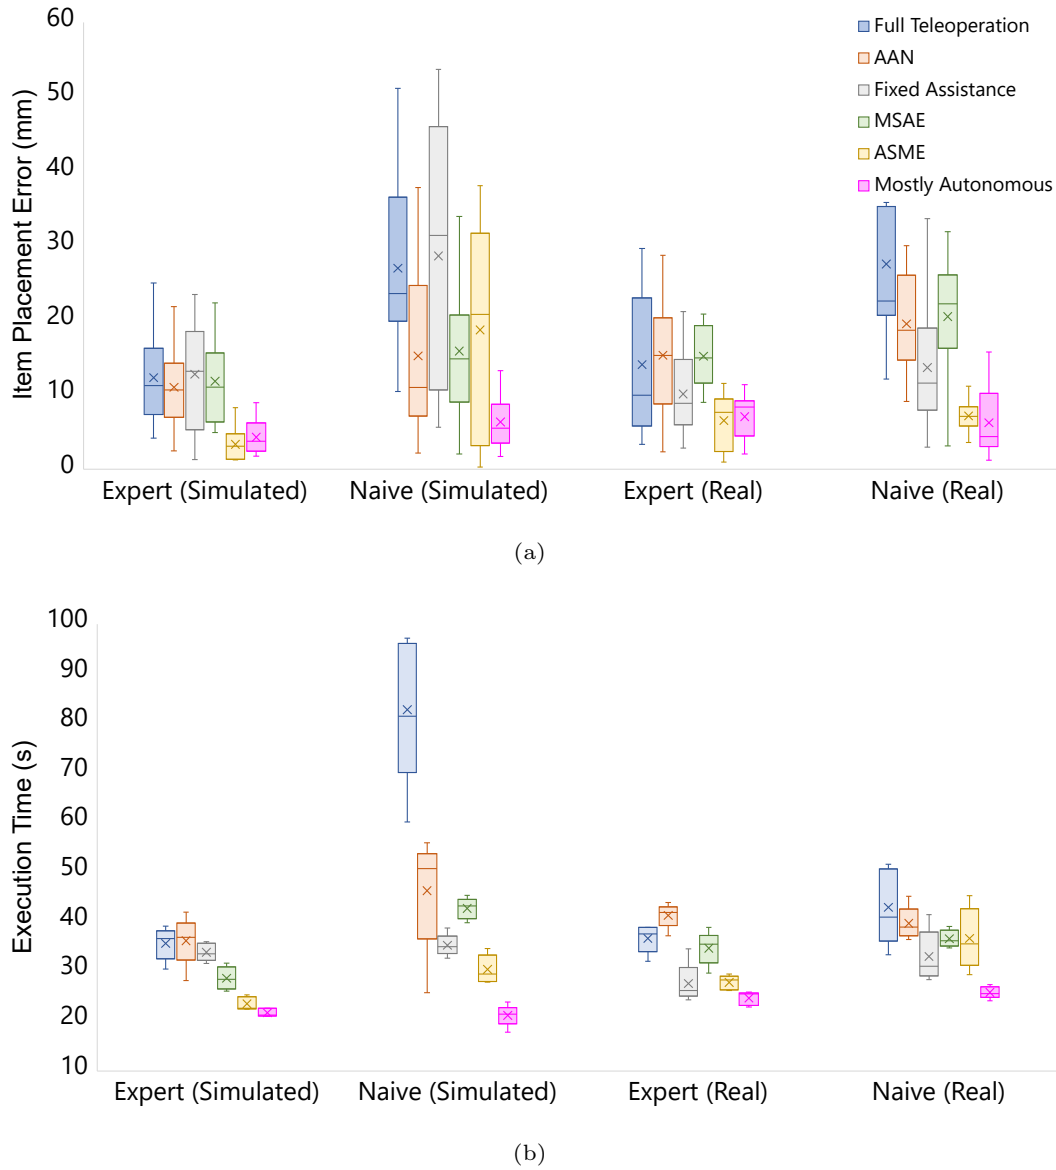 Item Placement Error (mm)
60
50
40
30
20
10
0
Full Teleoperation
AAN
Fixed Assistance
MSAE
ASME
Mostly Autonomous
Expert (Simulated)
Naive (Simulated)
Expert (Real)
Naive (Real)
(a)
Execution Time (s)
100
90
80
70
60
50
40
30
20
10
Expert (Simulated)
Naive (Simulated)
Expert (Real)
Naive (Real)
(b)